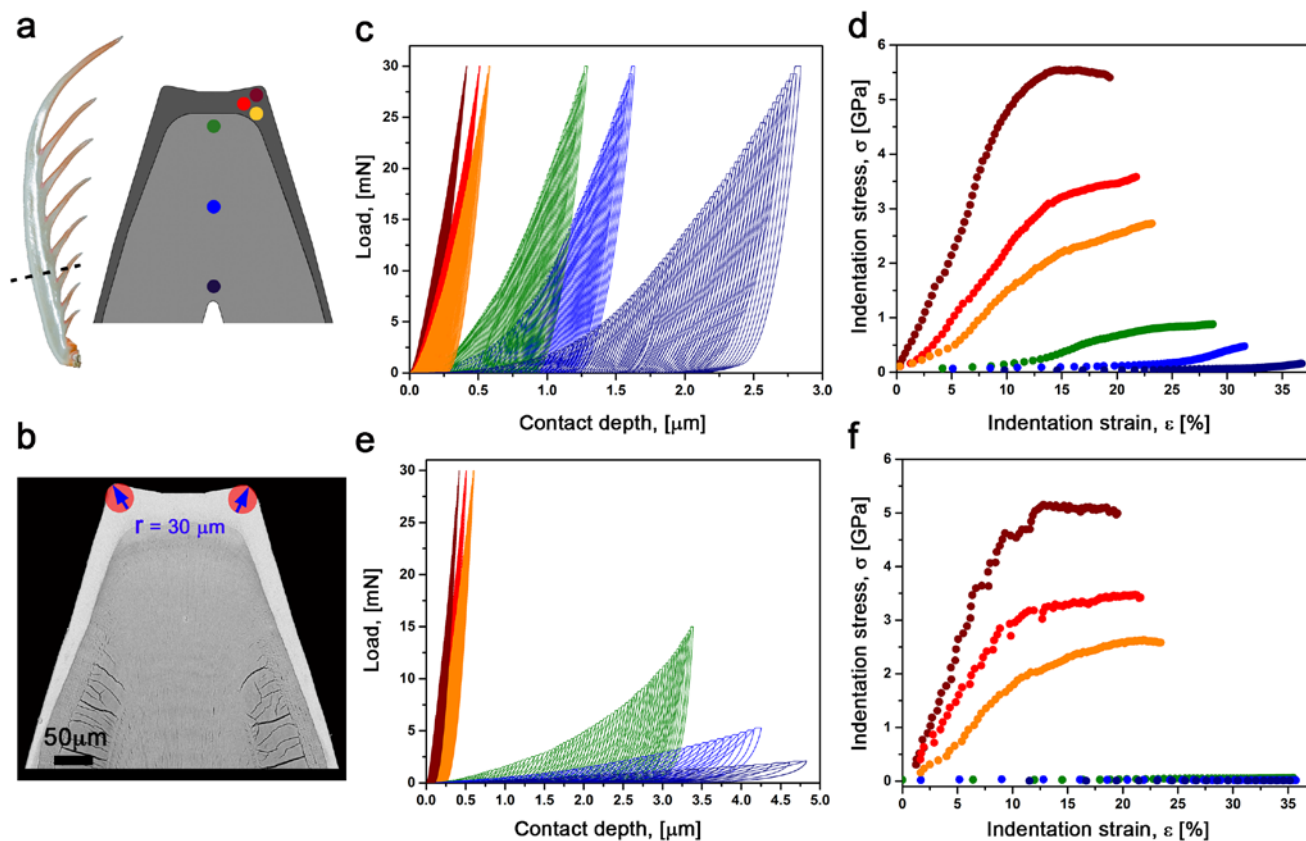 a
c
d
30
25
20
15
10
5
0
Load, [mN]
0.0 0.5 1.0 1.5 2.0 2.5 3.0
Contact depth, [μm]
6
5
4
3
2
1
0
Indentation stress, σ [GPa]
0.0 2.5 5 10 15 20 25 30 35
Indentation strain, ε [%]
b
r = 30 μm
50μm
e
f
30
25
20
15
10
5
0
Load, [mN]
0.0 0.5 1.0 1.5 2.0 2.5 3.0 3.5 4.0 4.5 5.0
Contact depth, [μm]
6
5
4
3
2
1
0
Indentation stress, σ [GPa]
0 5 10 15 20 25 30 35
Indentation strain, ε [%]